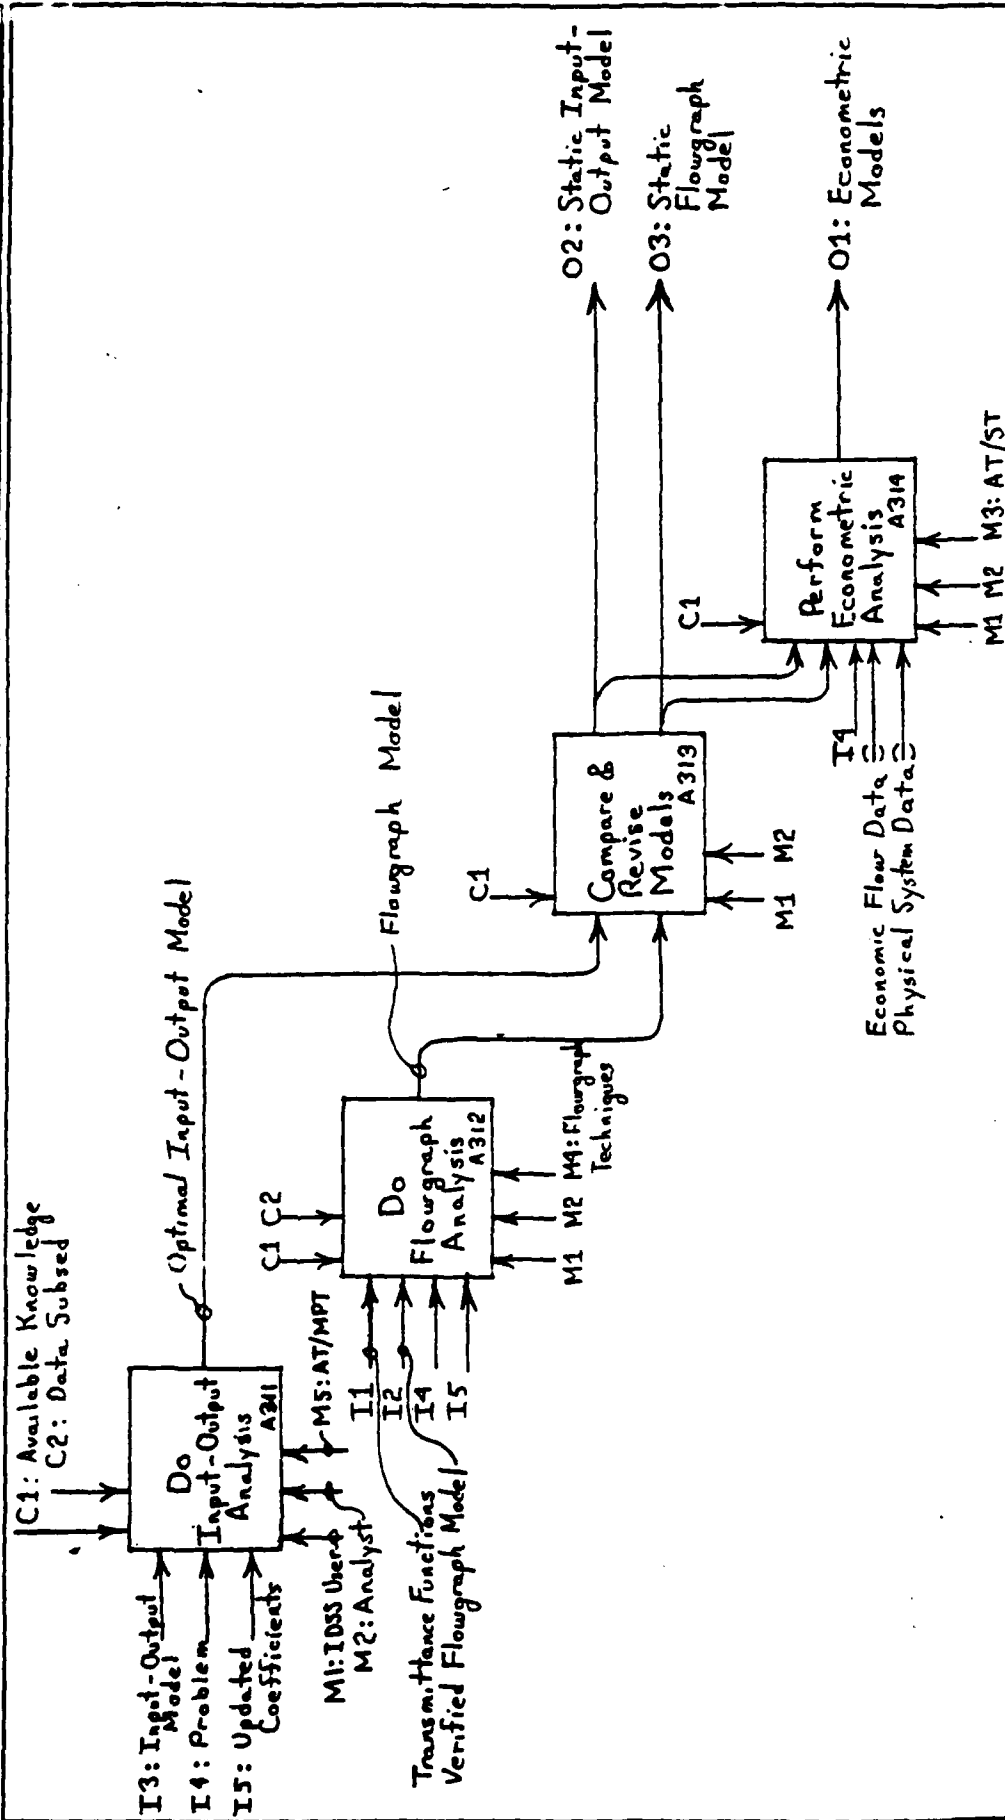 C1: Available Knowledge
C2: Data Subsed
I3: Input-Output
Model
I4: Problem
I5: Updated
Coefficients
Do
Input-Output
Analysis
A311
M1: IDSS User
M2: Analyst
M5: AT/MPT
Optimal Input-Output Model
C1 C2
I1
I2
I4
I5
Transmittance Functions
Verified Flowgraph Model
Do
Flowgraph
Analysis
A312
M1 M2 M4: Flowgraph
Techniques
Flowgraph Model
C1
Compare &
Revise
Models
A313
M1 M2
C1
I4
Economic Flow Data
Physical System Data
Perform
Econometric
Analysis
A314
M1 M2 M3: AT/ST
O2: Static Input-
Output Model
O3: Static
Flowgraph
Model
O1: Econometric
Models